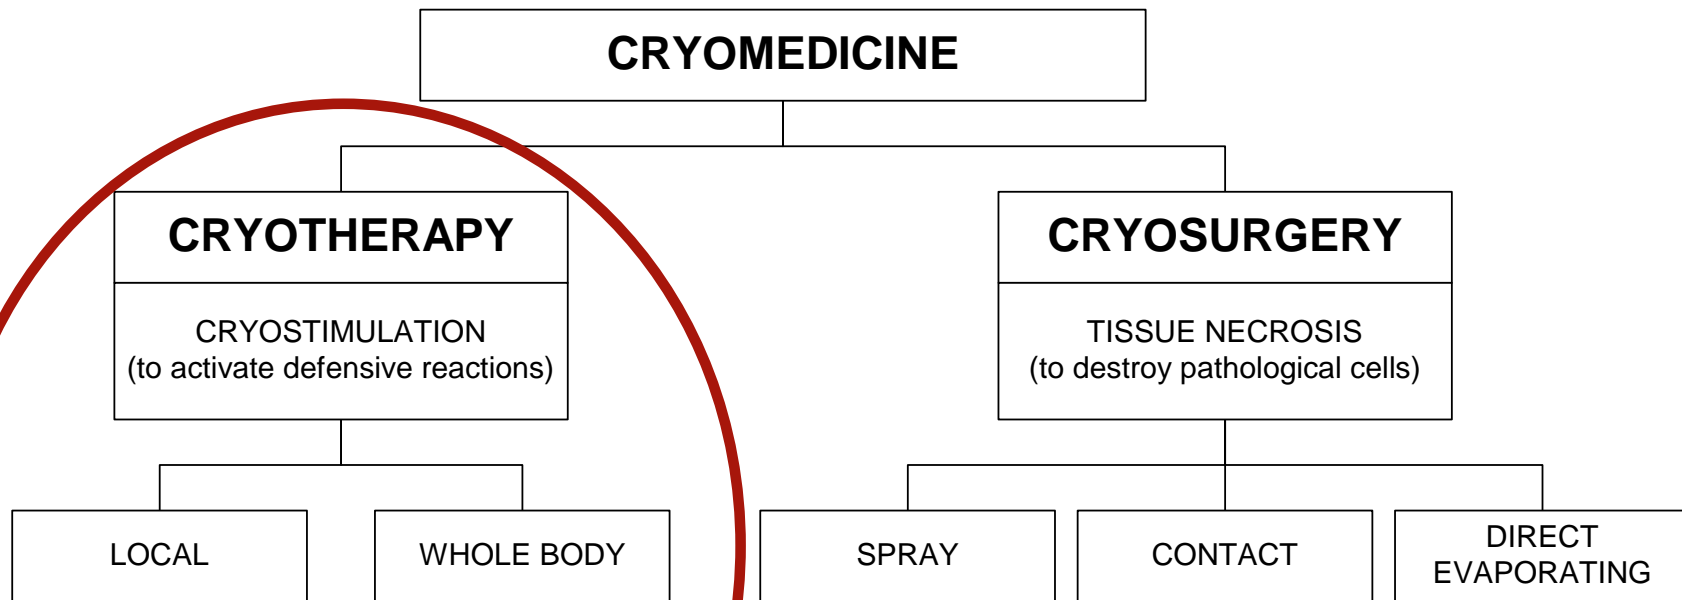 CRYOMEDICINE
CRYOTHERAPY
CRYOSURGERY
CRYOSTIMULATION
(to activate defensive reactions)
TISSUE NECROSIS
(to destroy pathological cells)
LOCAL
WHOLE BODY
SPRAY
CONTACT
DIRECT
EVAPORATING